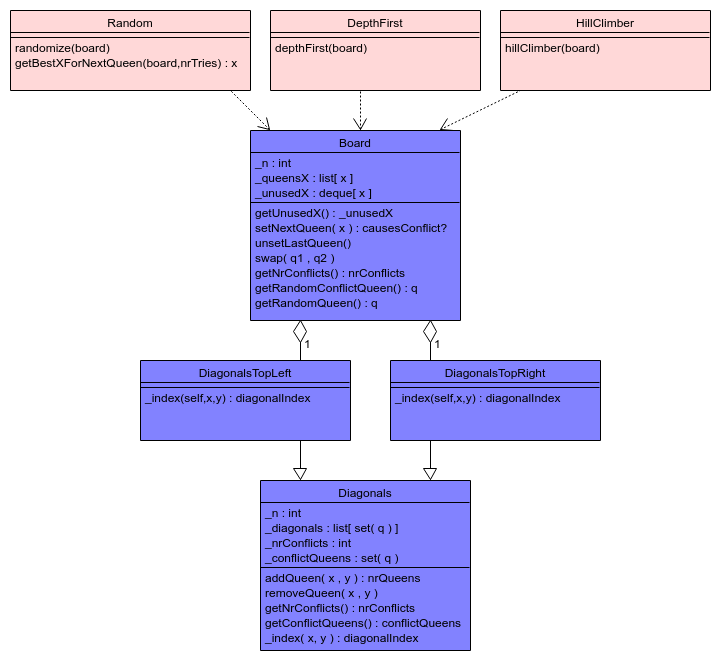 Random
randomize(board)
getBestXForNextQueen(board,nrTries) : x
DepthFirst
depthFirst(board)
HillClimber
hillClimber(board)
Board
_n : int
_queensX : list[ x ]
_unusedX : deque[ x ]
getUnusedX() : _unusedX
setNextQueen( x ) : causesConflict?
unsetLastQueen()
swap( q1 , q2 )
getNrConflicts() : nrConflicts
getRandomConflictQueen() : q
getRandomQueen() : q
1
1
DiagonalsTopLeft
_index(self,x,y) : diagonalIndex
DiagonalsTopRight
_index(self,x,y) : diagonalIndex
Diagonals
_n : int
_diagonals : list[ set( q ) ]
_nrConflicts : int
_conflictQueens : set( q )
addQueen( x , y ) : nrQueens
removeQueen( x , y )
getNrConflicts() : nrConflicts
getConflictQueens() : conflictQueens
_index( x, y ) : diagonalIndex